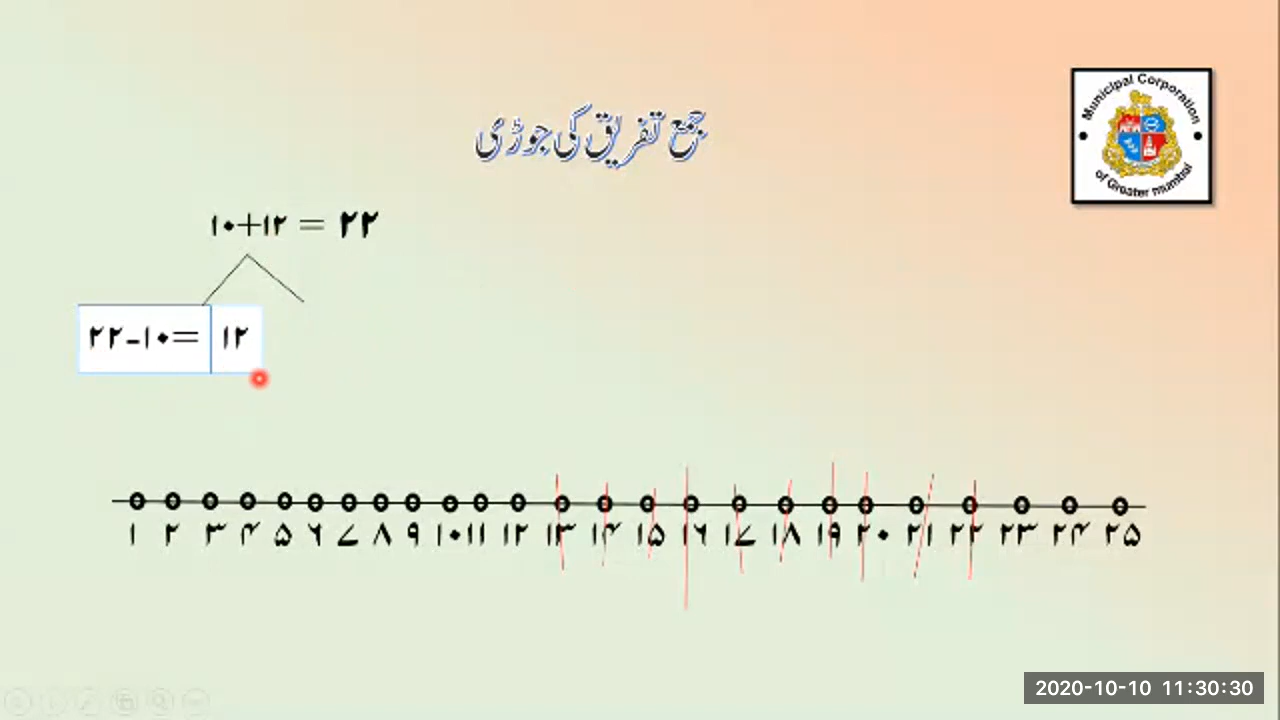 Municipal Corporation
of Greater mumbai
جمع تفریق کی جوڑی
۱۰+۱۲ = ۲۲
۲۲-۱۰= ۱۲
۱ ۲ ۳ ۴ ۵ ۶ ۷ ۸ ۹ ۱۰ ۱۱ ۱۲ ۱۳ ۱۴ ۱۵ ۱۶ ۱۷ ۱۸ ۱۹ ۲۰ ۲۱ ۲۲ ۲۳ ۲۴ ۲۵
2020-10-10 11:30:30